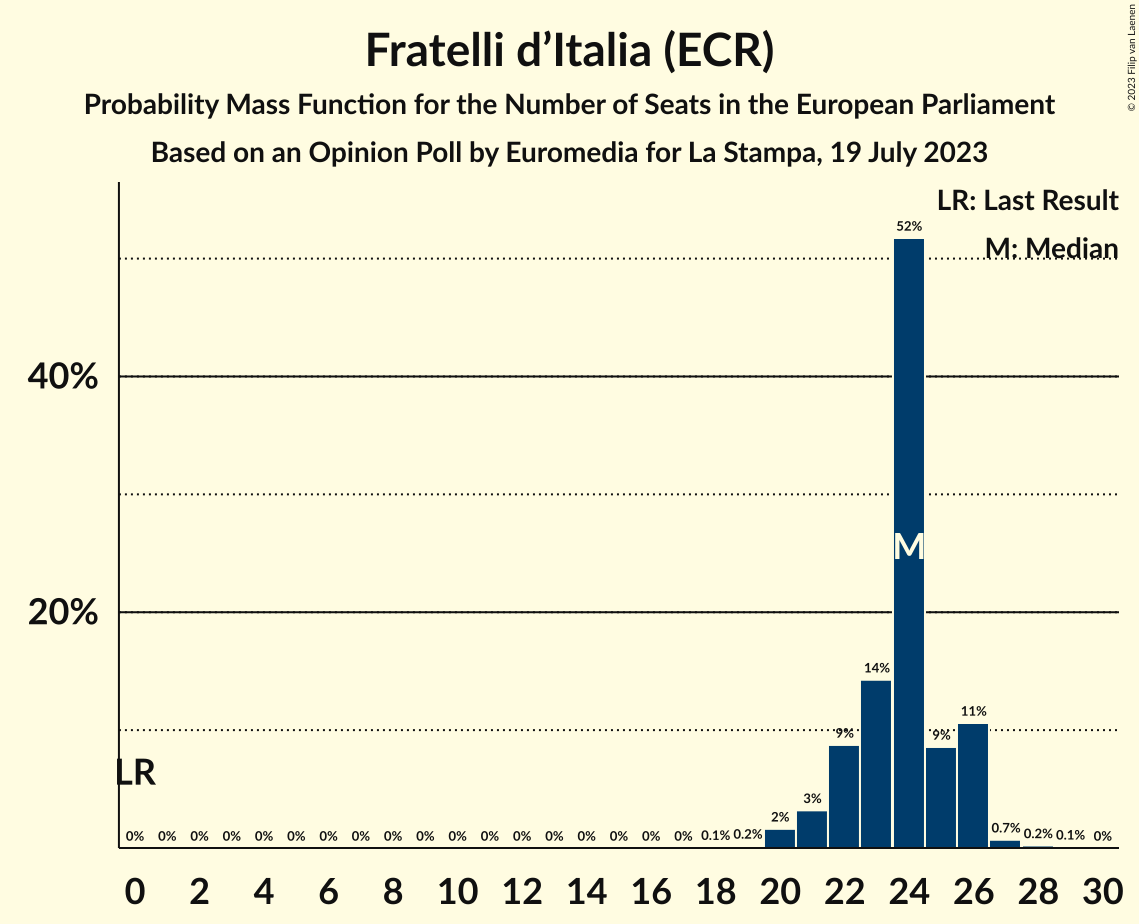 Fratelli d’Italia (ECR)
Probability Mass Function for the Number of Seats in the European Parliament
Based on an Opinion Poll by Euromedia for La Stampa, 19 July 2023
© 2023 Filip van Laenen
LR: Last Result
M: Median
52%
40%
M
20%
14%
11%
9%
9%
LR
3%
2%
0% 0% 0% 0% 0% 0% 0% 0% 0% 0% 0% 0% 0% 0% 0% 0% 0% 0% 0.1% 0.2% 0.7% 0.2% 0.1% 0%
0 2 4 6 8 10 12 14 16 18 20 22 24 26 28 30